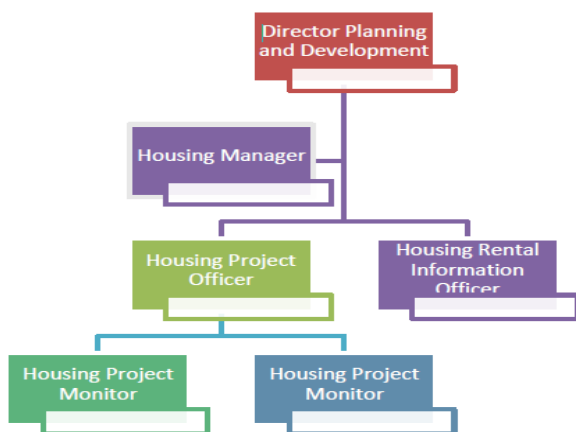 Director Planning
and Development
Housing Manager
Housing Project
Officer
Housing Rental
Information
Officer
Housing Project
Monitor
Housing Project
Monitor